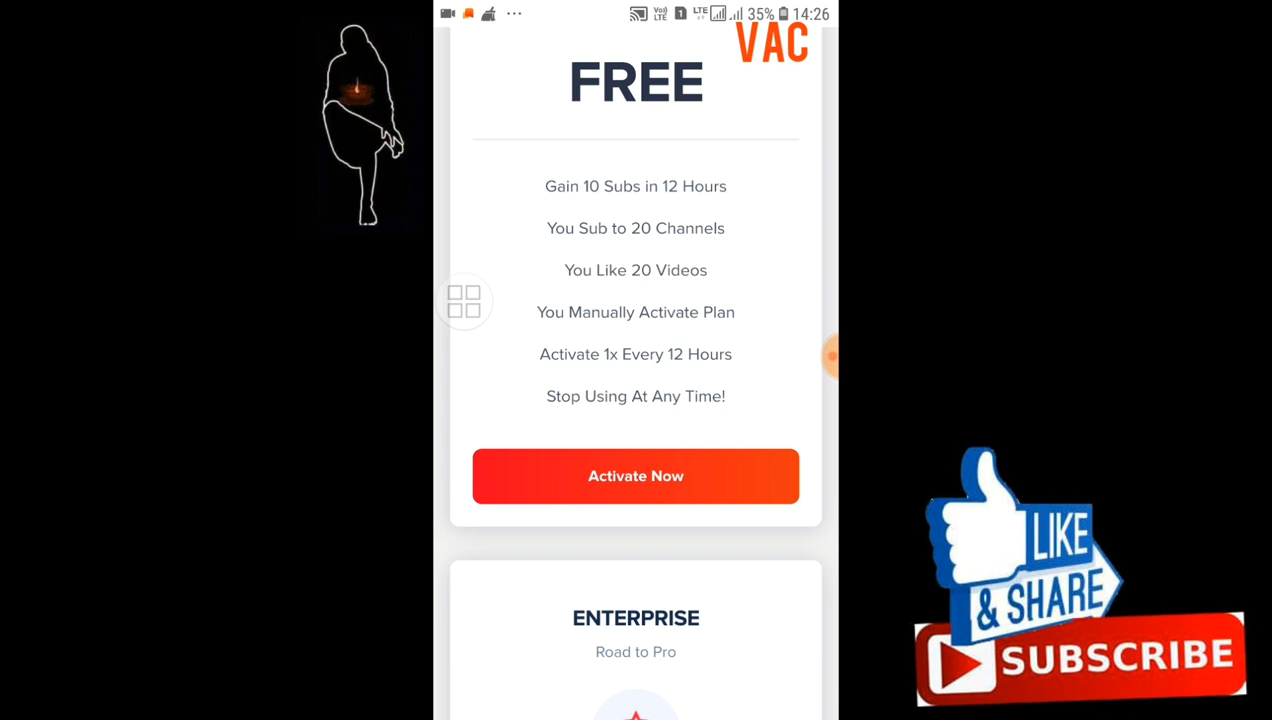 35% 14:26
VAC
FREE
Gain 10 Subs in 12 Hours
You Sub to 20 Channels
You Like 20 Videos
You Manually Activate Plan
Activate 1x Every 12 Hours
Stop Using At Any Time!
Activate Now
ENTERPRISE
Road to Pro
LIKE
& SHARE
SUBSCRIBE